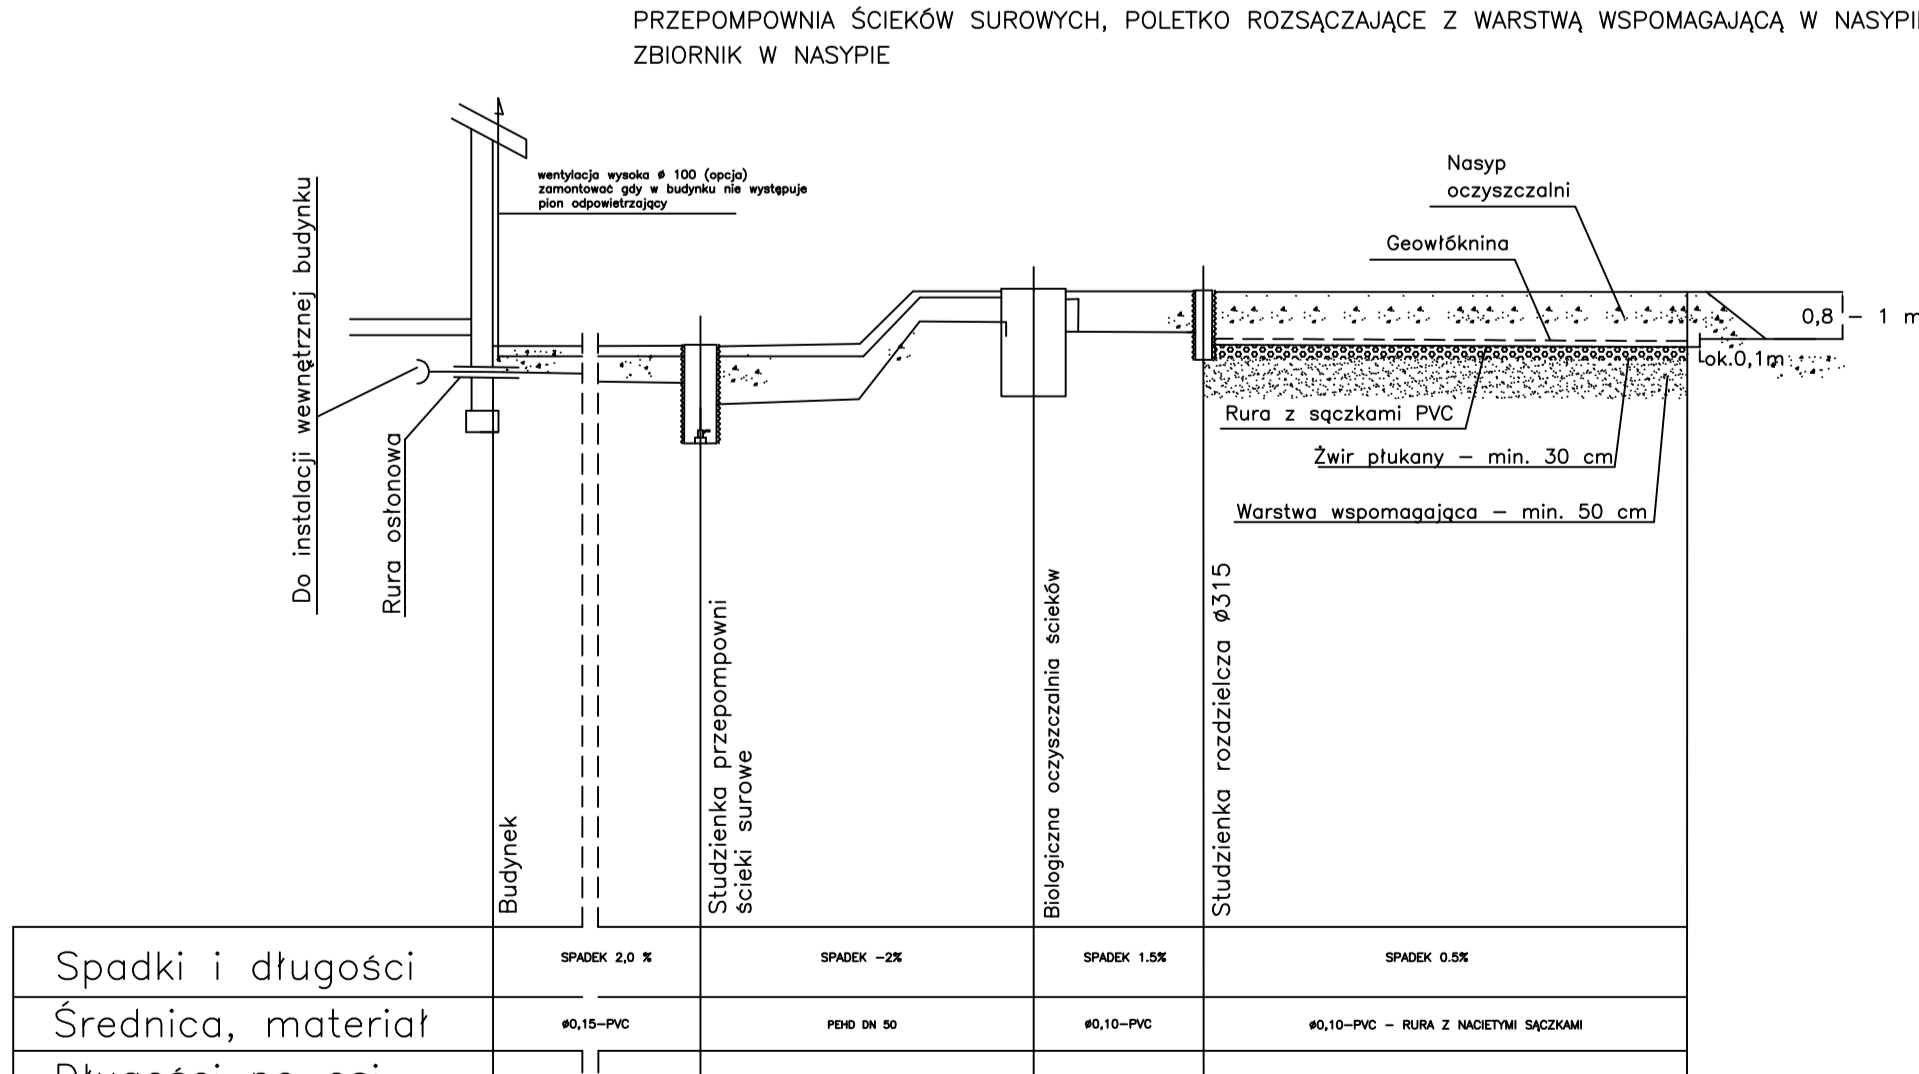 PRZEPOMPOWNIA ŚCIEKÓW SUROWYCH, POLETKO ROZSĄCZAJĄCE Z WARSTWĄ WSPOMAGAJĄCĄ W NASYPIE
ZBIORNIK W NASYPIE
wentylacja wysoka ø 100 (opcja)
zamontować gdy w budynku nie występuje
pion odpowietrzający
Nasyp
oczyszczalni
Geowłóknina
0,8 – 1 m
ok.0,1m
Rura z sączkami PVC
Żwir płukany – min. 30 cm
Warstwa wspomagająca – min. 50 cm
Do instalacji wewnętrznej budynku
Rura osłonowa
Budynek
Studzienka przepompowni
ścieki surowe
Biologiczna oczyszczalnia ścieków
Studzienka rozdzielcza ø315
Spadki i długości
SPADEK 2,0 %
SPADEK –2%
SPADEK 1.5%
SPADEK 0.5%
Średnica, materiał
ø0,15–PVC
PEHD DN 50
ø0,10–PVC
ø0,10–PVC – RURA Z NACIETYMI SĄCZKAMI